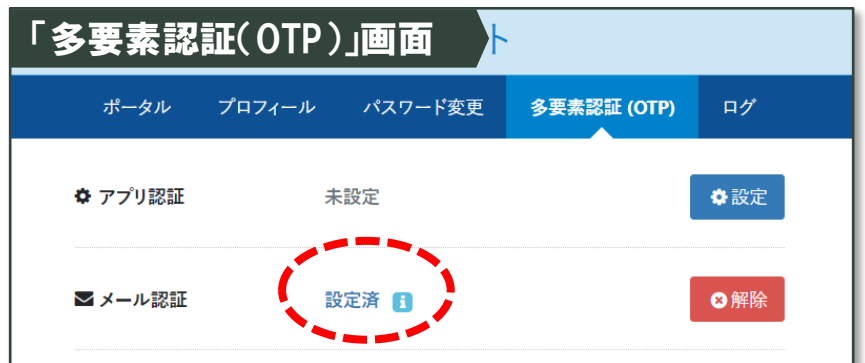 「多要素認証(OTP)」画面
ト
ポータル プロフィール パスワード変更 多要素認証 (OTP) ログ
アプリ認証 未設定 設定
メール認証 設定済 i 解除